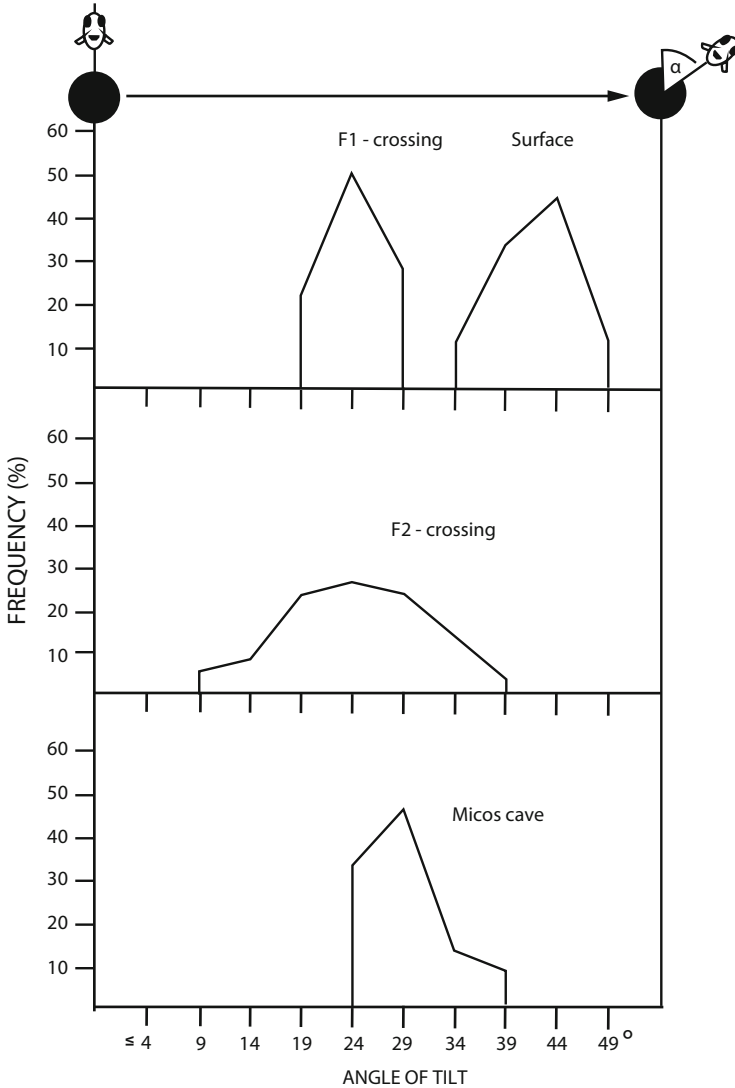 α
F1 - crossing Surface
60
50
40
30
20
10
F2 - crossing
60
50
40
30
20
10
FREQUENCY (%)
Micos cave
60
50
40
30
20
10
≤ 4 9 14 19 24 29 34 39 44 49 °
ANGLE OF TILT